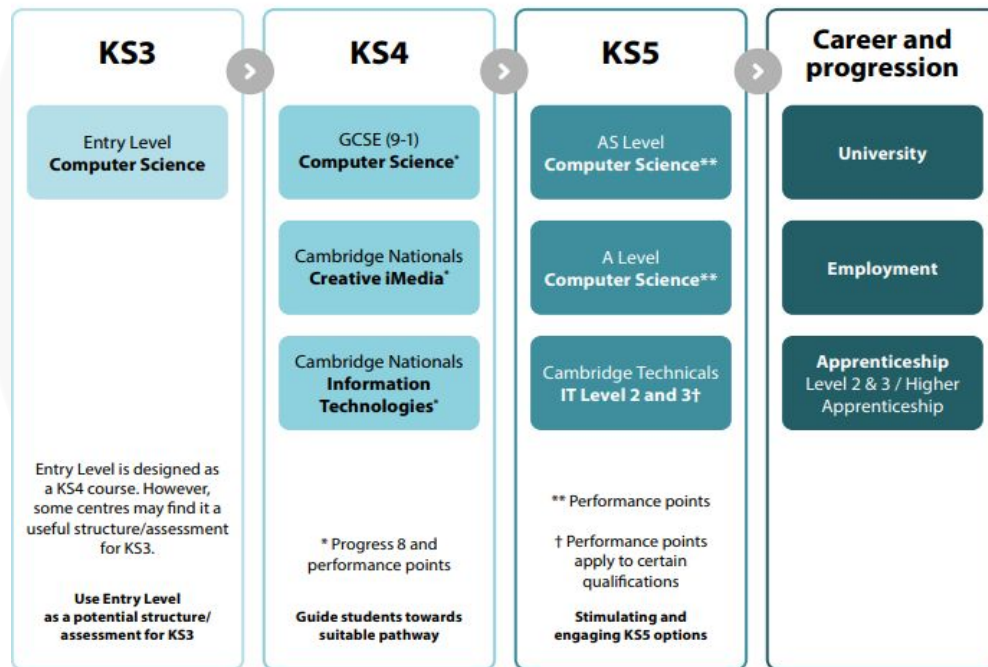 KS3
Entry Level
Computer Science
Entry Level is designed as
a KS4 course. However,
some centres may find it a
useful structure/assessment
for KS3.
Use Entry Level
as a potential structure/
assessment for KS3
KS4
GCSE (9-1)
Computer Science*
Cambridge Nationals
Creative iMedia*
Cambridge Nationals
Information
Technologies*
* Progress 8 and
performance points
Guide students towards
suitable pathway
KS5
AS Level
Computer Science**
A Level
Computer Science**
Cambridge Technicals
IT Level 2 and 3†
** Performance points
† Performance points
apply to certain
qualifications
Stimulating and
engaging KS5 options
Career and
progression
University
Employment
Apprenticeship
Level 2 & 3 / Higher
Apprenticeship